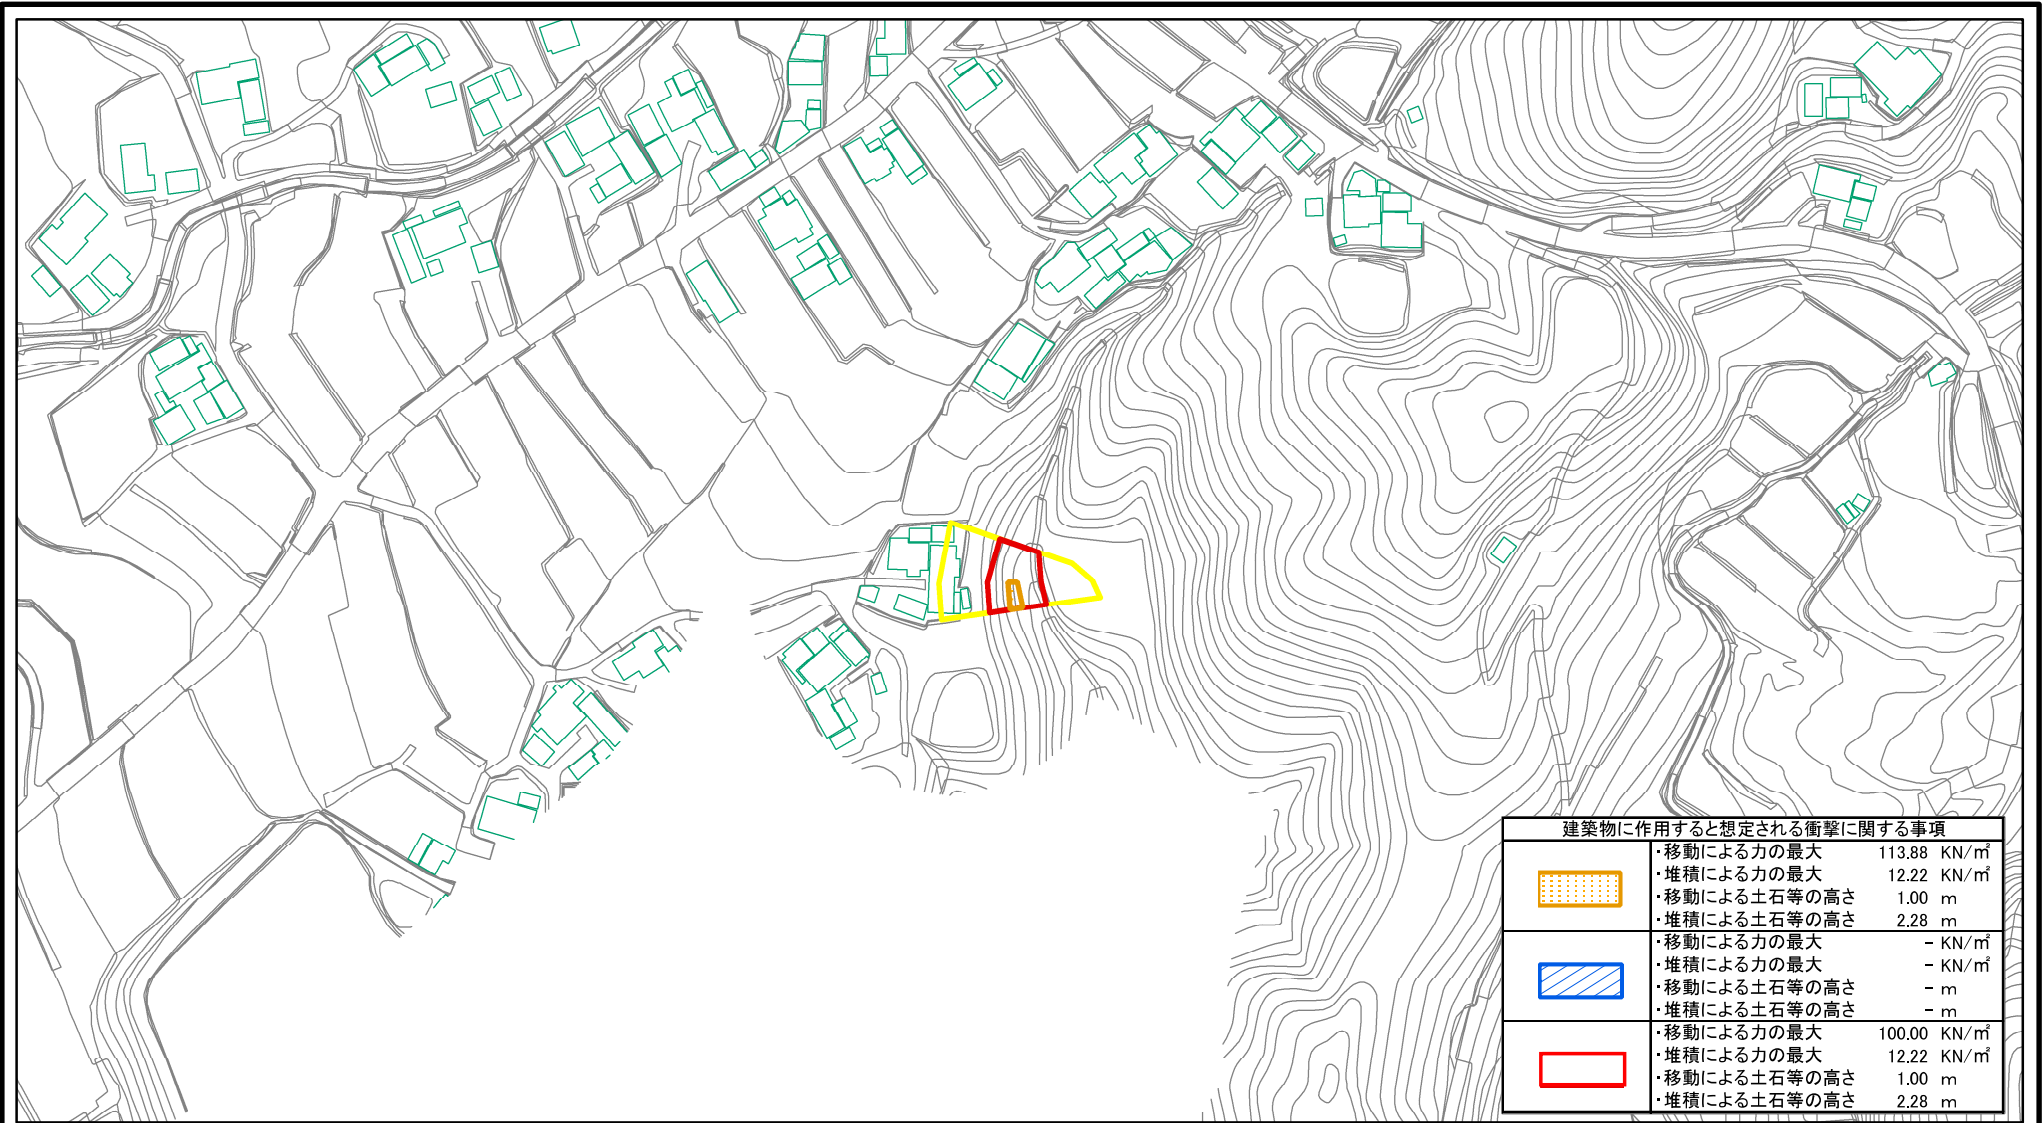 建築物に作用すると想定される衝撃に関する事項
・移動による力の最大 113.88 KN/㎡
・堆積による力の最大 12.22 KN/㎡
・移動による土石等の高さ 1.00 m
・堆積による土石等の高さ 2.28 m
・移動による力の最大 - KN/㎡
・堆積による力の最大 - KN/㎡
・移動による土石等の高さ - m
・堆積による土石等の高さ - m
・移動による力の最大 100.00 KN/㎡
・堆積による力の最大 12.22 KN/㎡
・移動による土石等の高さ 1.00 m
・堆積による土石等の高さ 2.28 m